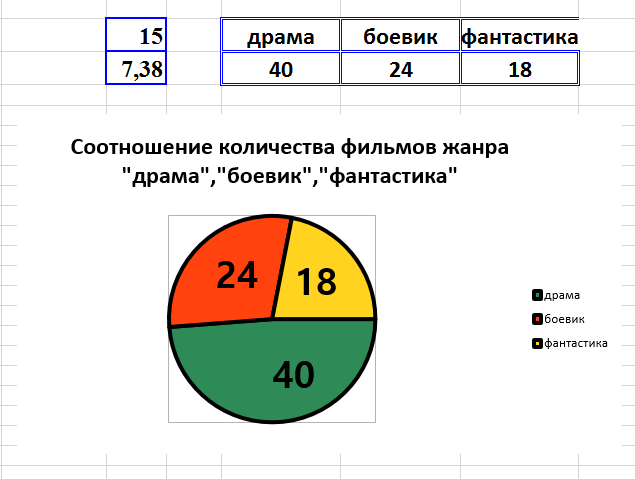 15 драма боевик фантастика
7,38 40 24 18
Соотношение количества фильмов жанра
"драма","боевик","фантастика"
24
18
40
драма
боевик
фантастика